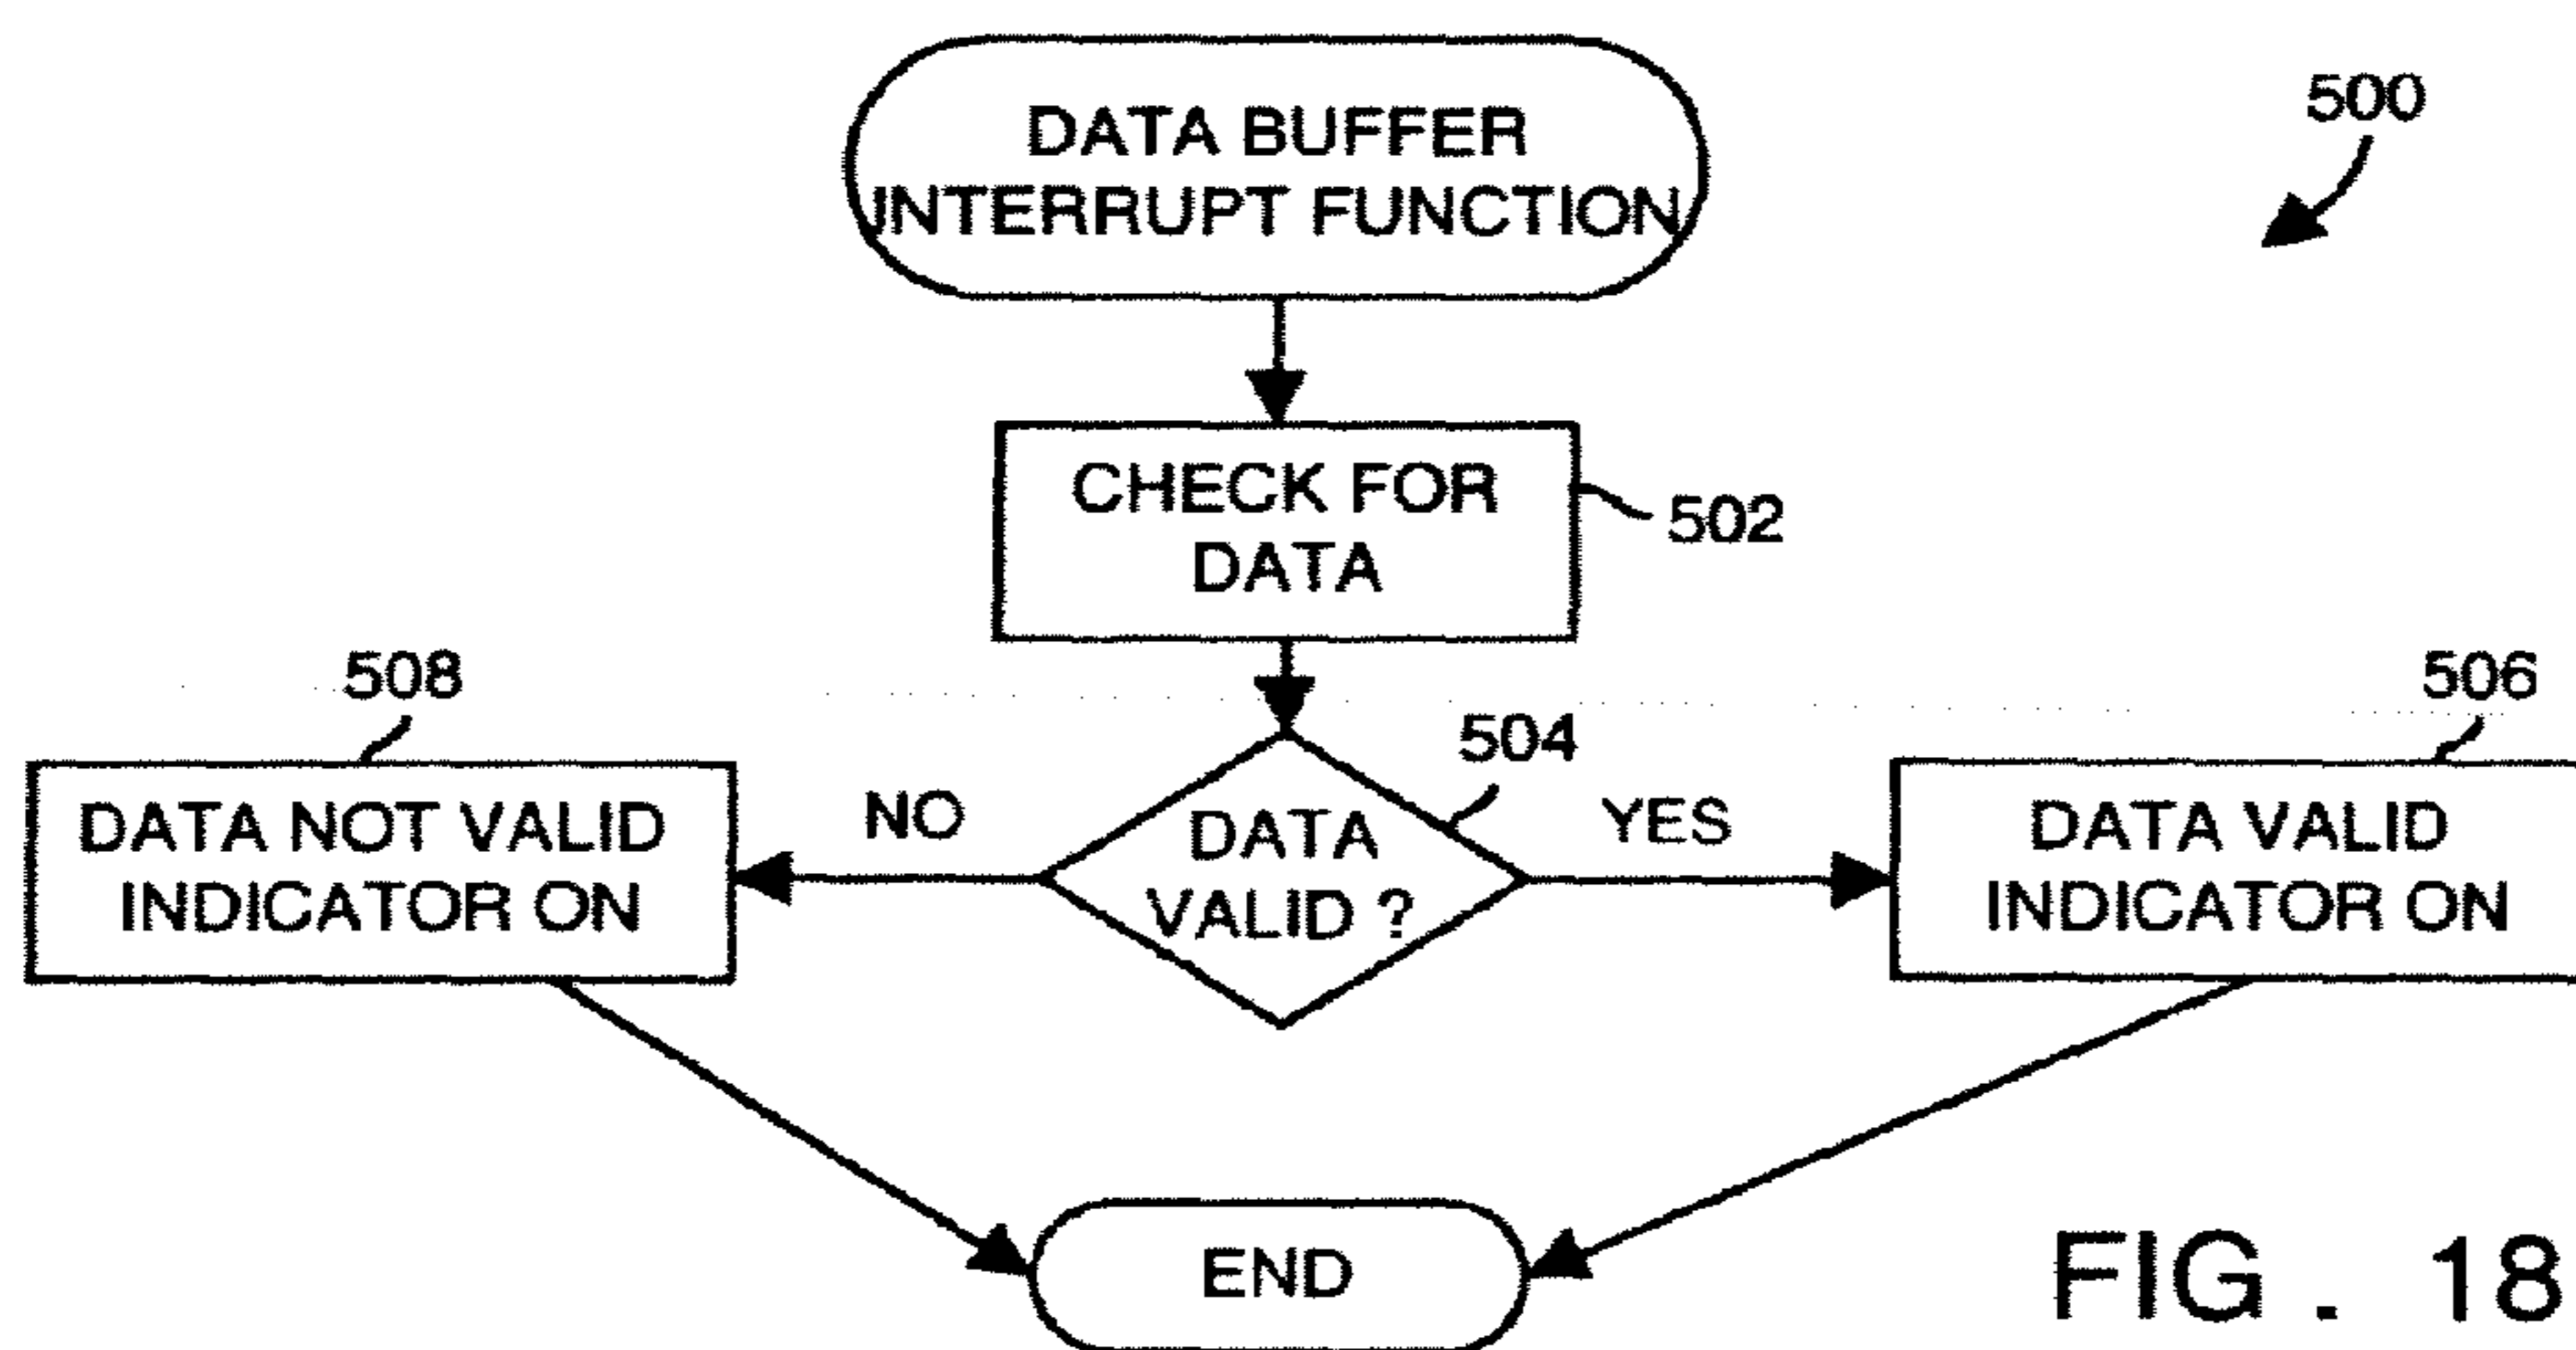 DATA BUFFER
INTERRUPT FUNCTION
500
CHECK FOR
DATA
502
508
506
504
DATA NOT VALID
INDICATOR ON
NO
DATA
VALID ?
YES
DATA VALID
INDICATOR ON
END
FIG . 18